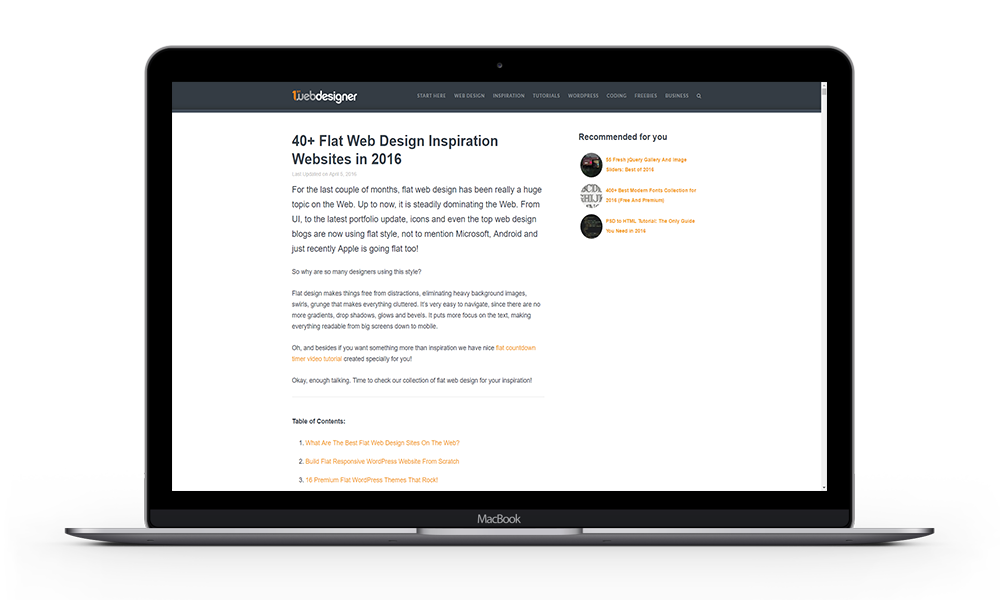 1webdesigner
START HERE WEB DESIGN INSPIRATION TUTORIALS WORDPRESS CODING FREEBIES BUSINESS
40+ Flat Web Design Inspiration
Websites in 2016
Last Updated on April 5, 2016
For the last couple of months, flat web design has been really a huge
topic on the Web. Up to now, it is steadily dominating the Web. From
UI, to the latest portfolio update, icons and even the top web design
blogs are now using flat style, not to mention Microsoft, Android and
just recently Apple is going flat too!
So why are so many designers using this style?
Flat design makes things free from distractions, eliminating heavy background images,
swirls, grunge that makes everything cluttered. It's very easy to navigate, since there are no
more gradients, drop shadows, glows and bevels. It puts more focus on the text, making
everything readable from big screens down to mobile.
Oh, and besides if you want something more than inspiration we have nice flat countdown
timer video tutorial created specially for you!
Okay, enough talking. Time to check our collection of flat web design for your inspiration!
Table of Contents:
1. What Are The Best Flat Web Design Sites On The Web?
2. Build Flat Responsive WordPress Website From Scratch
3. 16 Premium Flat WordPress Themes That Rock!
Recommended for you
55 Fresh jQuery Gallery And Image
Sliders: Best of 2016
400+ Best Modern Fonts Collection for
2016 (Free And Premium)
PSD to HTML Tutorial: The Only Guide
You Need in 2016
MacBook